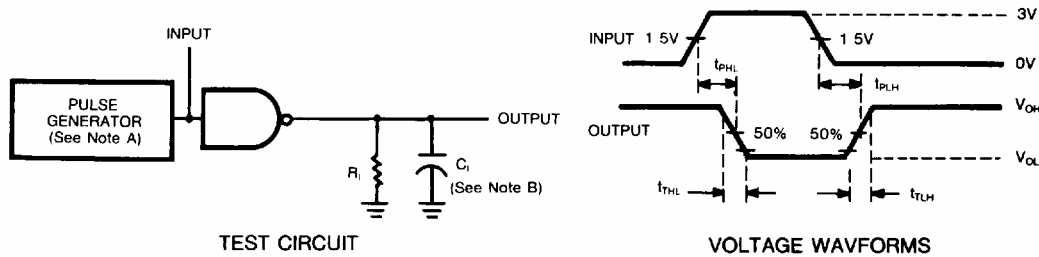 INPUT
PULSE
GENERATOR
(See Note A)
OUTPUT
Rₗ
Cₗ
(See Note B)
TEST CIRCUIT
3V
INPUT 1 5V
1 5V
0V
tPHL
tPLH
VOH
OUTPUT
50%
50%
VOL
tTHL
tTLH
VOLTAGE WAVFORMS